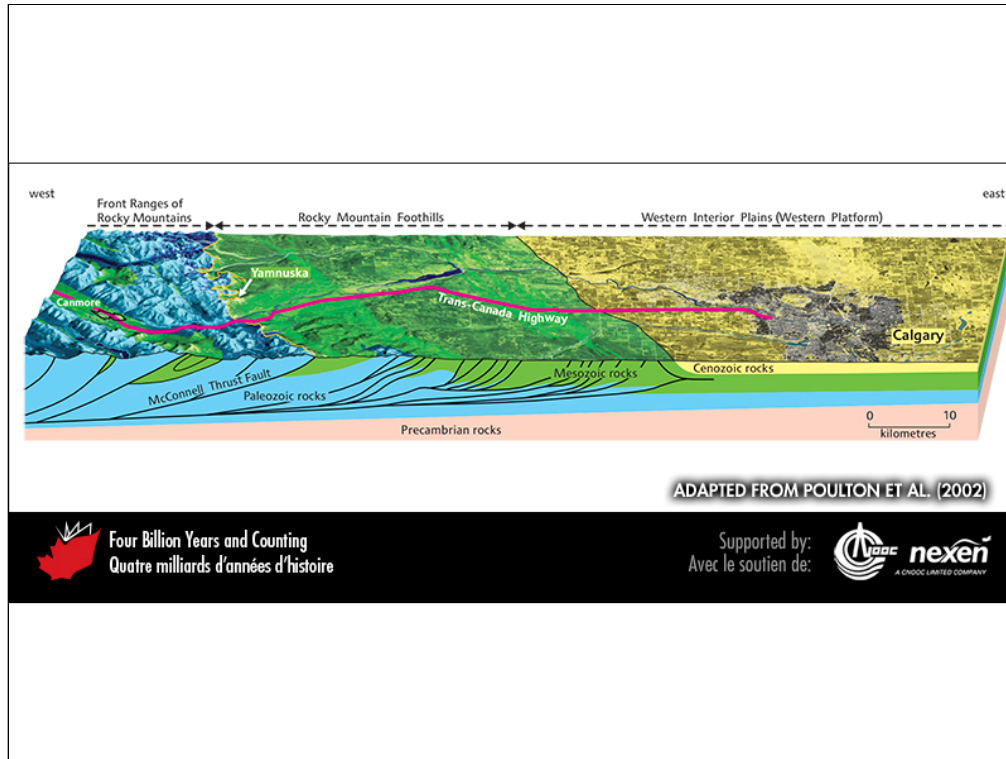 west
east
Front Ranges of
Rocky Mountains
Rocky Mountain Foothills
Western Interior Plains (Western Platform)
Yamnuska
Canmore
Trans-Canada Highway
Calgary
McConnell Thrust Fault
Paleozoic rocks
Mesozoic rocks
Cenozoic rocks
Precambrian rocks
0 10
kilometres
ADAPTED FROM POULTON ET AL. (2002)
Four Billion Years and Counting
Quatre milliards d'années d'histoire
Supported by:
Avec le soutien de:
CNOOC
nexen
A CNOOC LIMITED COMPANY